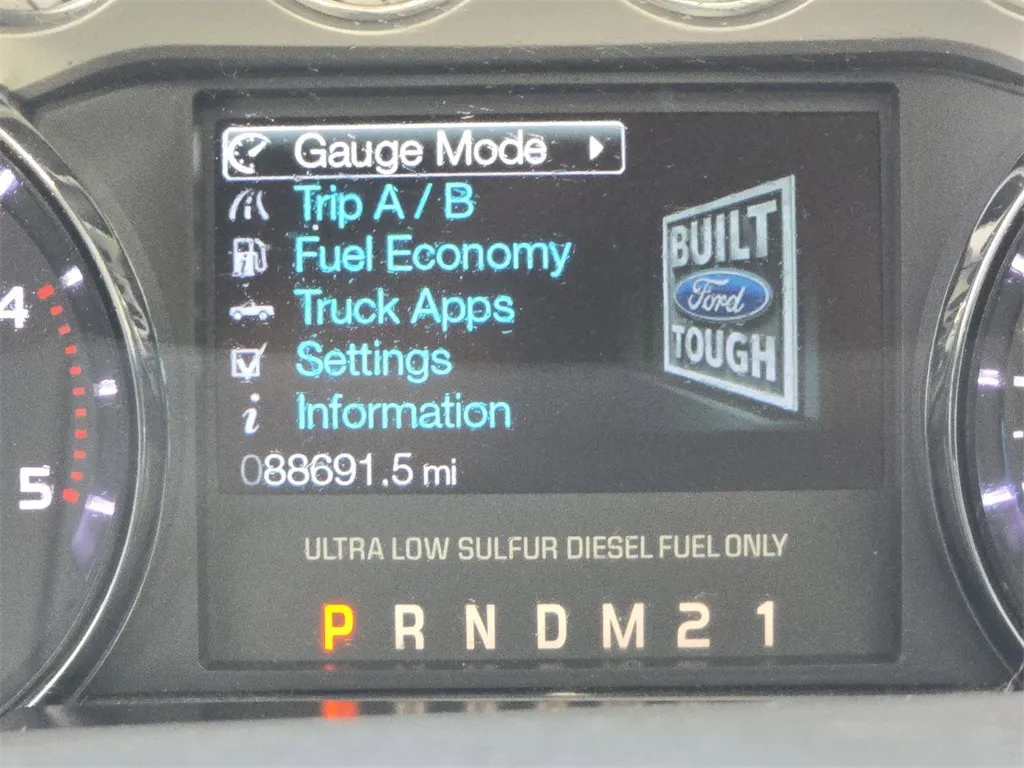 Gauge Mode
Trip A / B
Fuel Economy
Truck Apps
Settings
Information
088691.5 mi
BUILT
Ford
TOUGH
4
5
ULTRA LOW SULFUR DIESEL FUEL ONLY
P R N D M 2 1